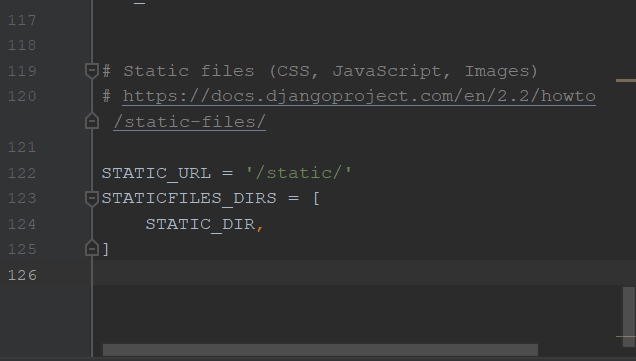 117
118
119 # Static files (CSS, JavaScript, Images)
120 # https://docs.djangoproject.com/en/2.2/howto
/static-files/
121
122 STATIC_URL = '/static/'
123 STATICFILES_DIRS = [
124 STATIC_DIR,
125 ]
126